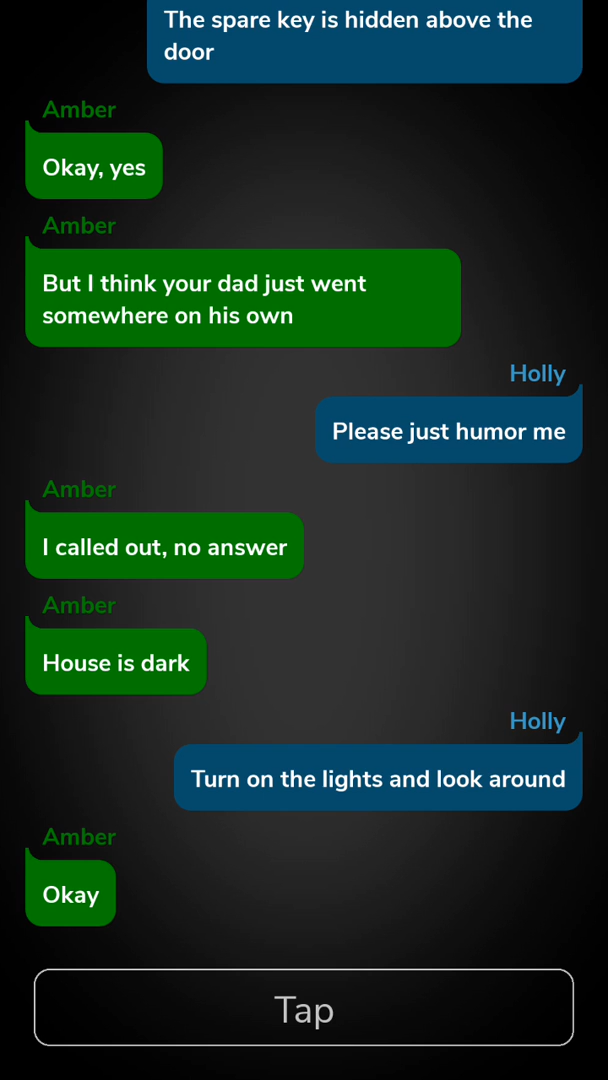 The spare key is hidden above the
door
Amber
Okay, yes
Amber
But I think your dad just went
somewhere on his own
Holly
Please just humor me
Amber
I called out, no answer
Amber
House is dark
Holly
Turn on the lights and look around
Amber
Okay
Tap